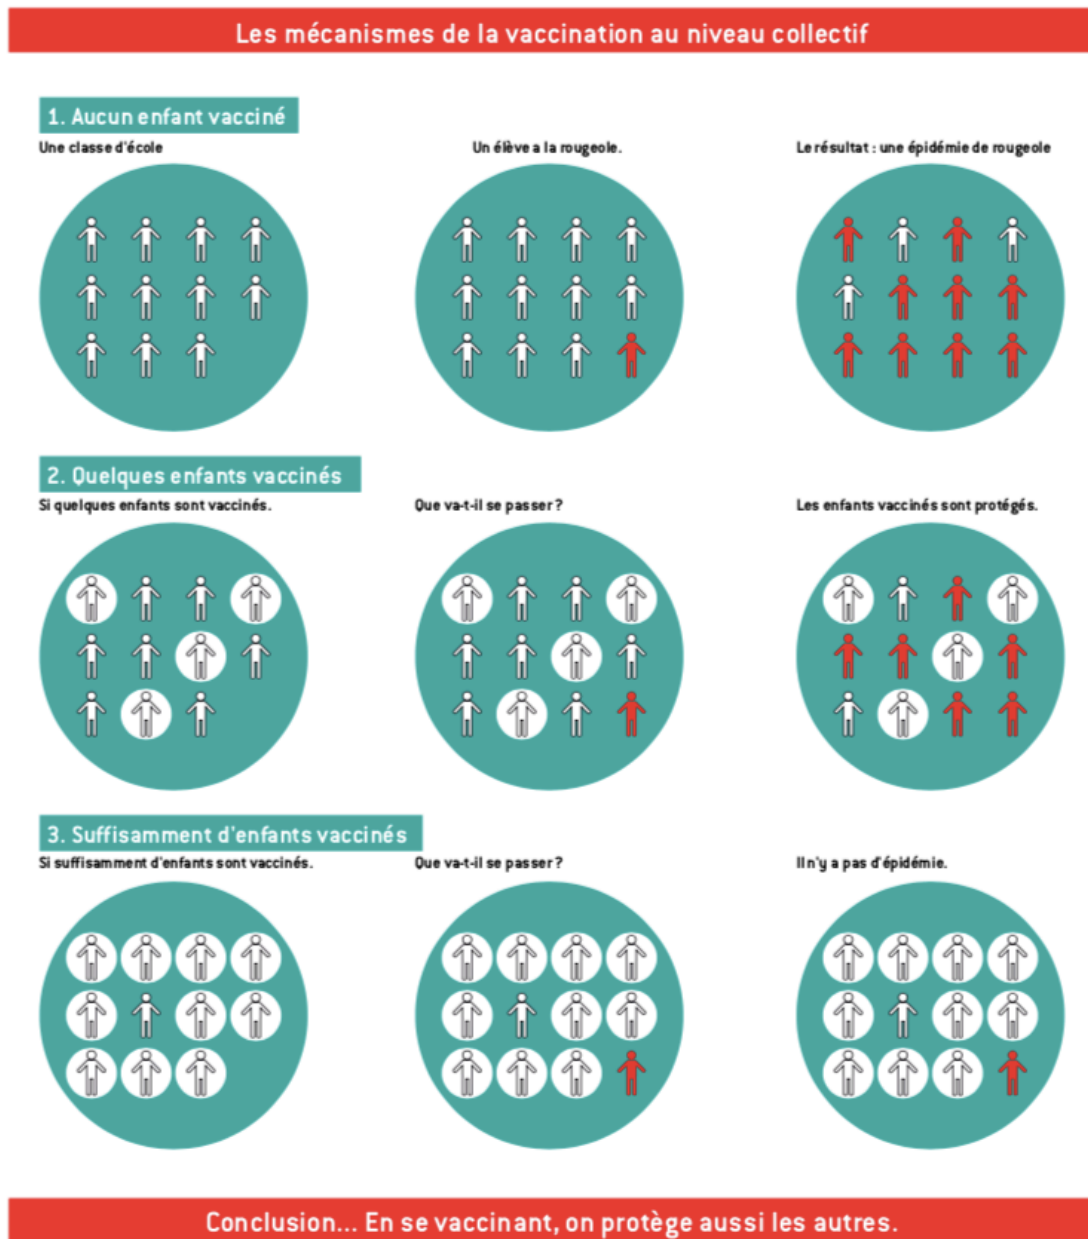 Les mécanismes de la vaccination au niveau collectif
1. Aucun enfant vacciné
Une classe d'école
Un élève a la rougeole.
Le résultat : une épidémie de rougeole
2. Quelques enfants vaccinés
Si quelques enfants sont vaccinés.
Que va-t-il se passer ?
Les enfants vaccinés sont protégés.
3. Suffisamment d'enfants vaccinés
Si suffisamment d'enfants sont vaccinés.
Que va-t-il se passer ?
Il n'y a pas d'épidémie.
Conclusion... En se vaccinant, on protège aussi les autres.